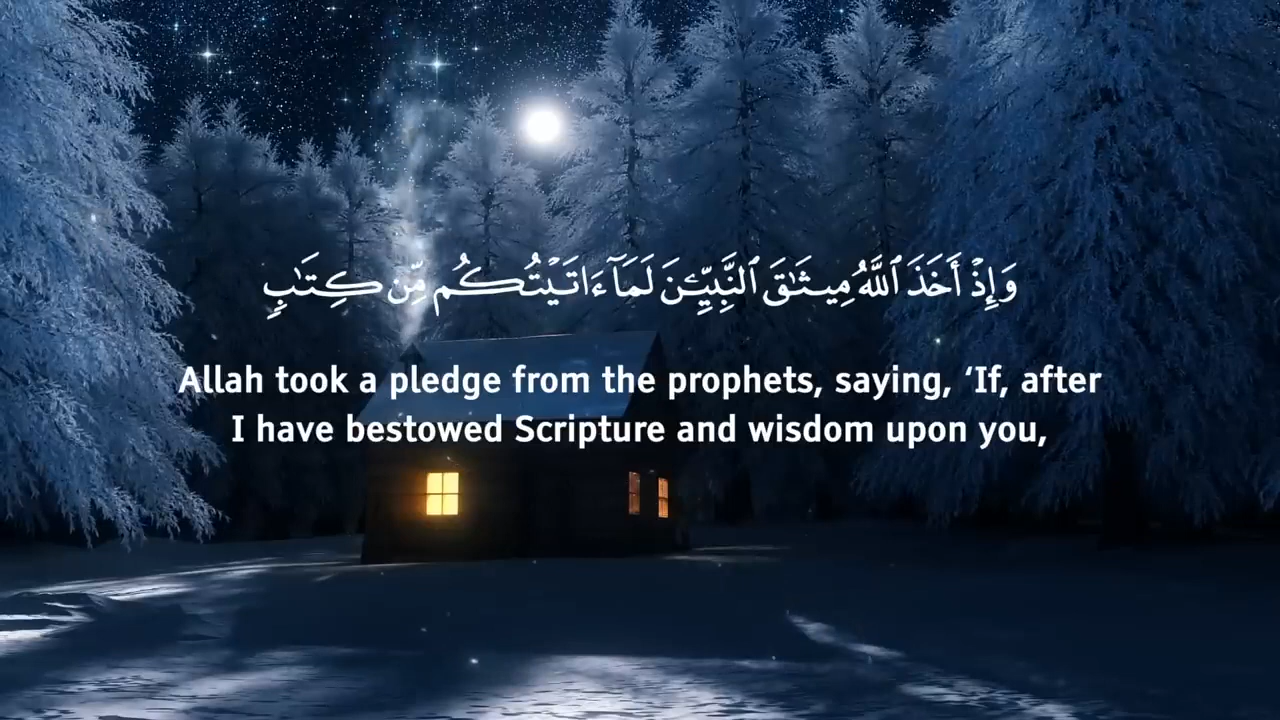 وَإِذْ أَخَذَ ٱللَّهُ مِيثَٰقَ ٱلنَّبِيِّـۧنَ لَمَآ ءَاتَيْتُكُم مِّن كِتَٰبٍ
Allah took a pledge from the prophets, saying, ‘If, after
I have bestowed Scripture and wisdom upon you,